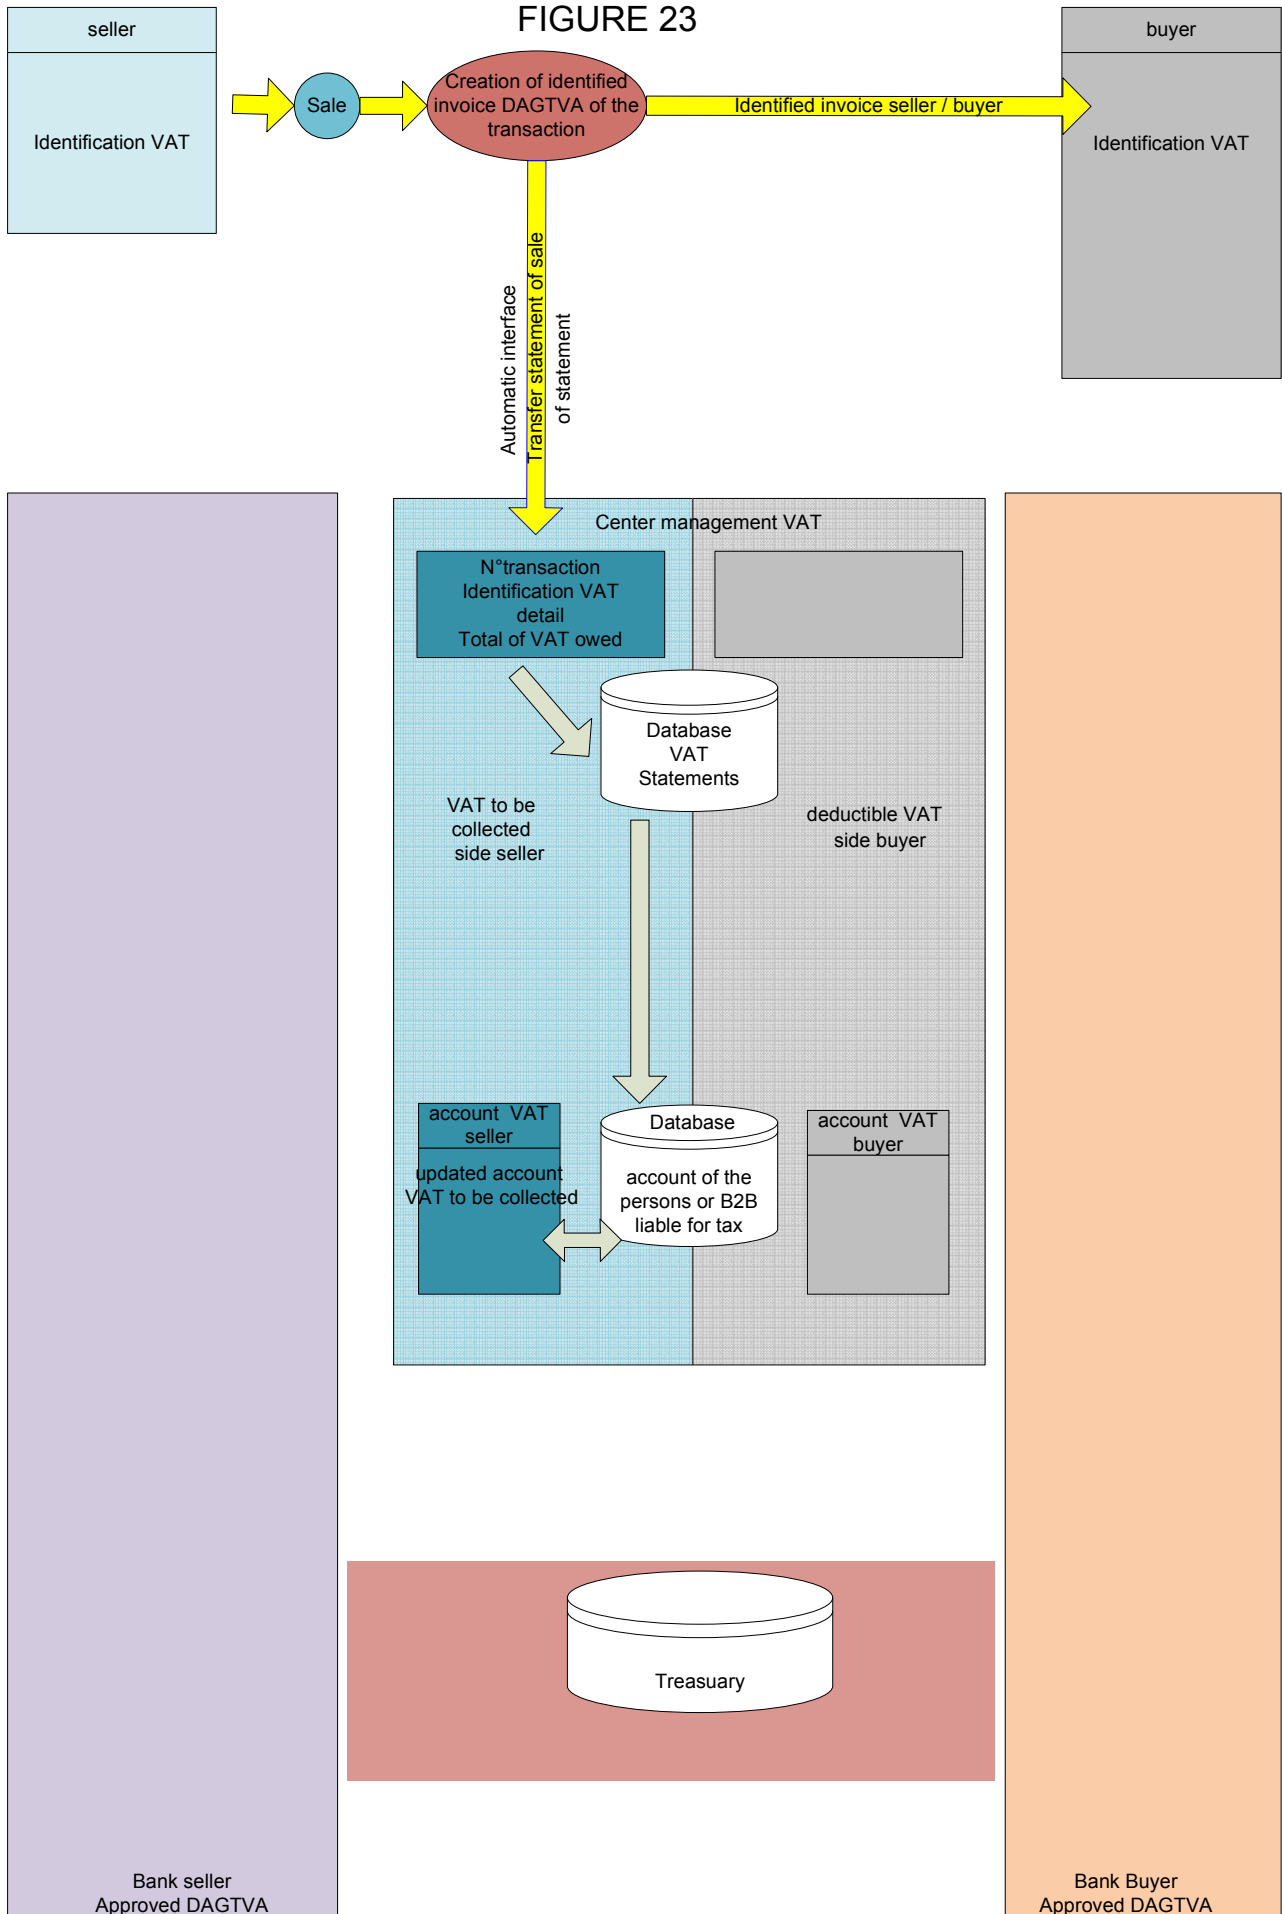 FIGURE 23
seller
Identification VAT
Sale
Creation of identified
invoice DAGTVA of the
transaction
Identified invoice seller / buyer
buyer
Identification VAT
Automatic interface
Transfer statement of sale
of statement
Center management VAT
N°transaction
Identification VAT
detail
Total of VAT owed
Database
VAT
Statements
VAT to be
collected
side seller
deductible VAT
side buyer
account VAT
seller
updated account
VAT to be collected
Database
account of the
persons or B2B
liable for tax
account VAT
buyer
Treasuary
Bank seller
Approved DAGTVA
Bank Buyer
Approved DAGTVA